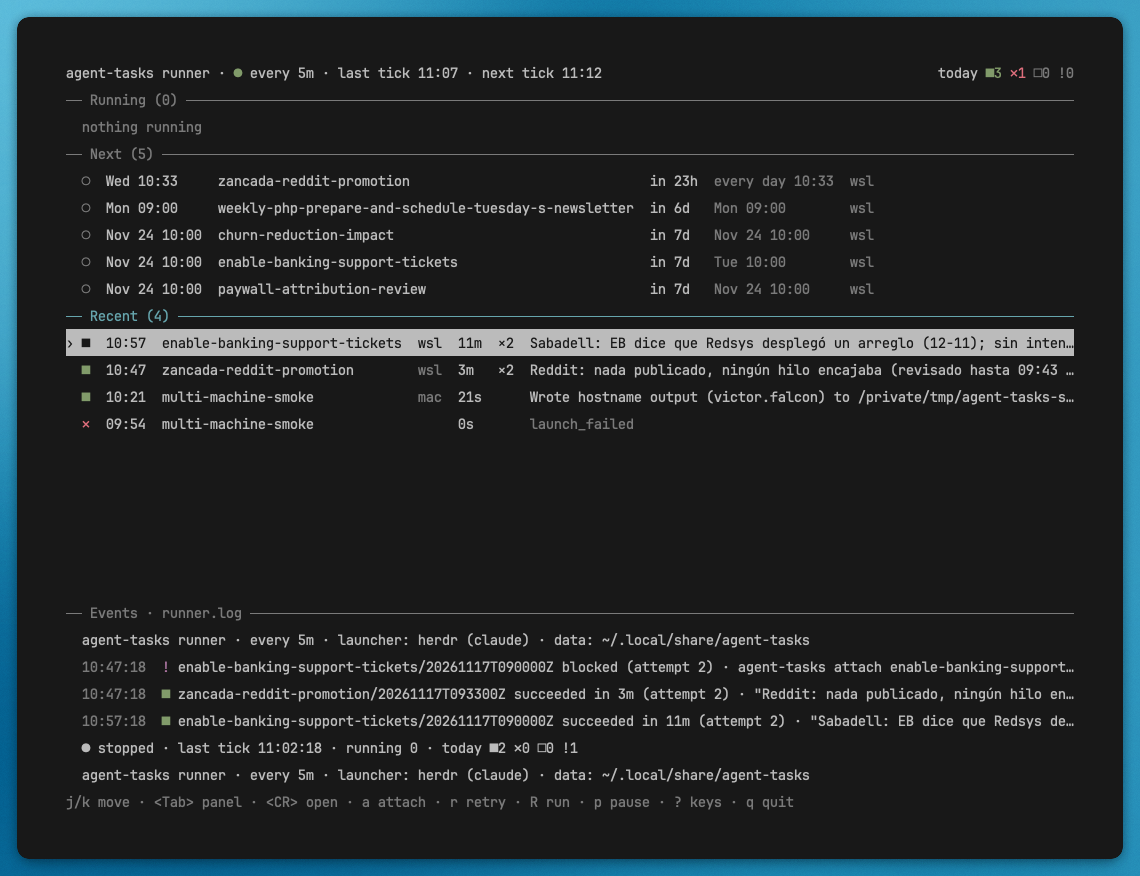 agent-tasks runner · ● every 5m · last tick 11:07 · next tick 11:12 today ■3 ×1 □0 !0
Running (0)
nothing running
Next (5)
○ Wed 10:33 zancada-reddit-promotion in 23h every day 10:33 wsl
○ Mon 09:00 weekly-php-prepare-and-schedule-tuesday-s-newsletter in 6d Mon 09:00 wsl
○ Nov 24 10:00 churn-reduction-impact in 7d Nov 24 10:00 wsl
○ Nov 24 10:00 enable-banking-support-tickets in 7d Tue 10:00 wsl
○ Nov 24 10:00 paywall-attribution-review in 7d Nov 24 10:00 wsl
Recent (4)
› ■ 10:57 enable-banking-support-tickets wsl 11m ×2 Sabadell: EB dice que Redsys desplegó un arreglo (12-11); sin inten…
■ 10:47 zancada-reddit-promotion wsl 3m ×2 Reddit: nada publicado, ningún hilo encajaba (revisado hasta 09:43 …
■ 10:21 multi-machine-smoke mac 21s Wrote hostname output (victor.falcon) to /private/tmp/agent-tasks-s…
× 09:54 multi-machine-smoke 0s launch_failed
Events · runner.log
agent-tasks runner · every 5m · launcher: herdr (claude) · data: ~/.local/share/agent-tasks
10:47:18 ! enable-banking-support-tickets/20261117T090000Z blocked (attempt 2) · agent-tasks attach enable-banking-support…
10:47:18 ■ zancada-reddit-promotion/20261117T093300Z succeeded in 3m (attempt 2) · "Reddit: nada publicado, ningún hilo en…
10:57:18 ■ enable-banking-support-tickets/20261117T090000Z succeeded in 11m (attempt 2) · "Sabadell: EB dice que Redsys de…
● stopped · last tick 11:02:18 · running 0 · today ■2 ×0 □0 !1
agent-tasks runner · every 5m · launcher: herdr (claude) · data: ~/.local/share/agent-tasks
j/k move · <Tab> panel · <CR> open · a attach · r retry · R run · p pause · ? keys · q quit